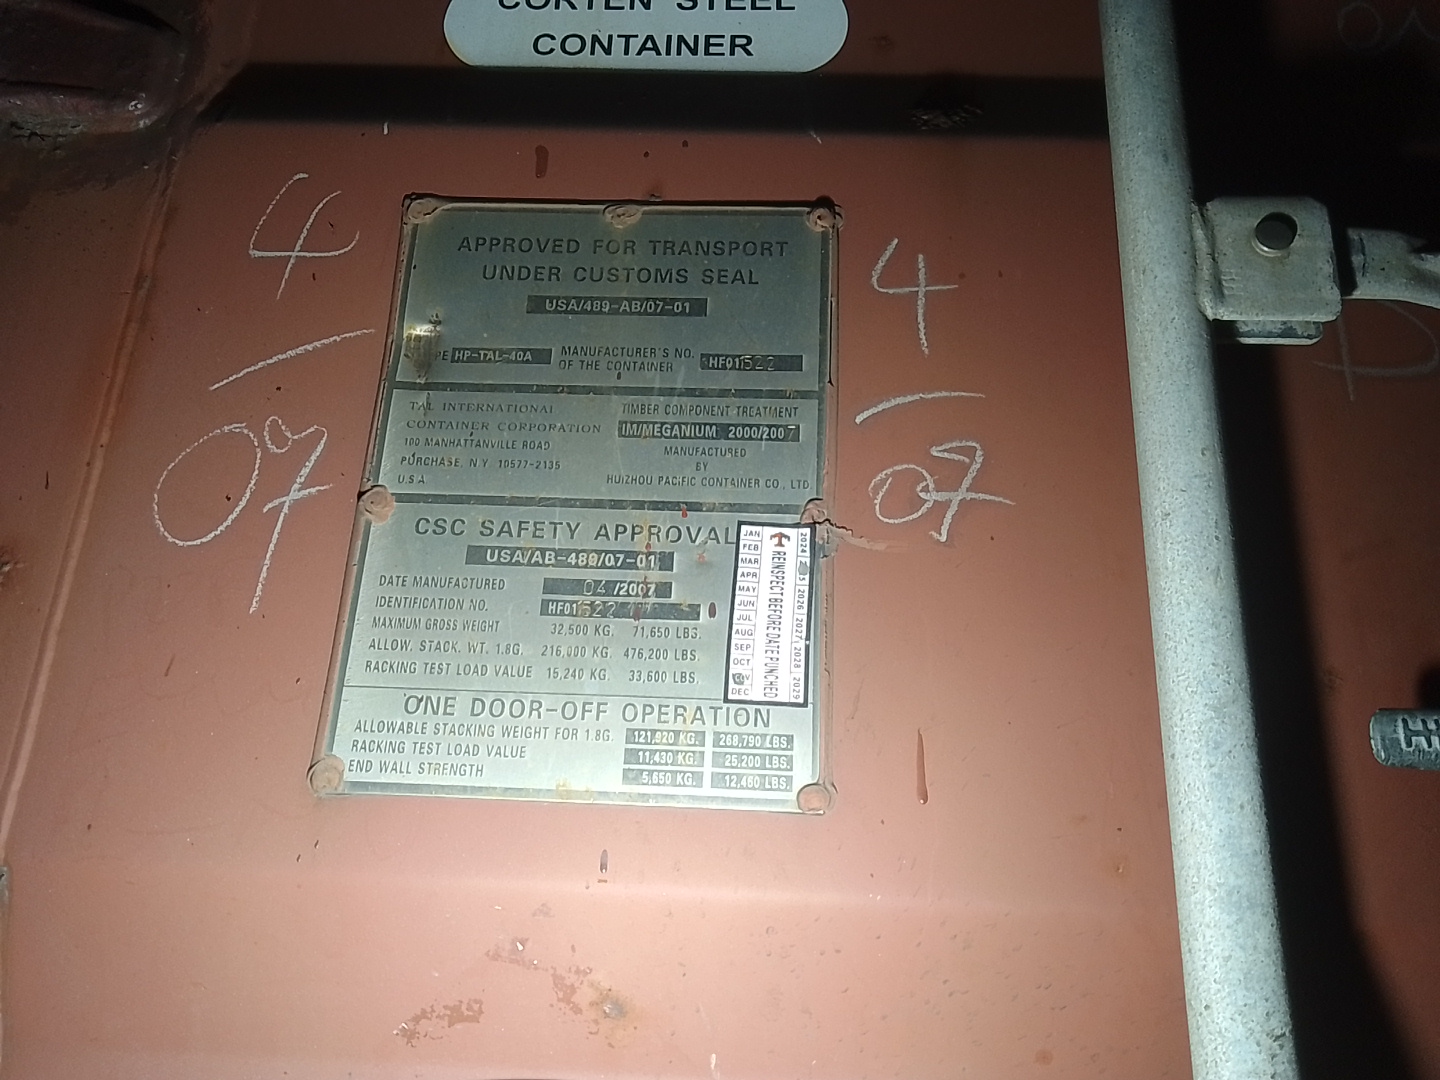 CORTEN STEEL
CONTAINER
4
07
4
07
APPROVED FOR TRANSPORT
UNDER CUSTOMS SEAL
USA/489-AB/07-01
HP-TAL-40A
MANUFACTURER'S NO.
OF THE CONTAINER
HF01522
TAL INTERNATIONAL
CONTAINER CORPORATION
100 MANHATTANVILLE ROAD
PURCHASE, N.Y. 10577-2135
U.S.A
TIMBER COMPONENT TREATMENT
IM/MEGANIUM 2000/2007
MANUFACTURED
BY
HUIZHOU PACIFIC CONTAINER CO., LTD.
CSC SAFETY APPROVAL
USA/AB-489/07-01
DATE MANUFACTURED 04 /2007
IDENTIFICATION NO. HF01522
MAXIMUM GROSS WEIGHT 32,500 KG. 71,650 LBS.
ALLOW. STACK. WT. 1.8G. 216,000 KG. 476,200 LBS.
RACKING TEST LOAD VALUE 15,240 KG. 33,600 LBS.
JAN
FEB
MAR
APR
MAY
JUN
JUL
AUG
SEP
OCT
DEC
REINSPECT BEFORE DATE PUNCHED
2024 2026 2027 2028 2029
ONE DOOR-OFF OPERATION
ALLOWABLE STACKING WEIGHT FOR 1.8G. 121,920 KG. 268,790 LBS.
RACKING TEST LOAD VALUE 11,430 KG. 25,200 LBS.
END WALL STRENGTH 5,650 KG. 12,460 LBS.